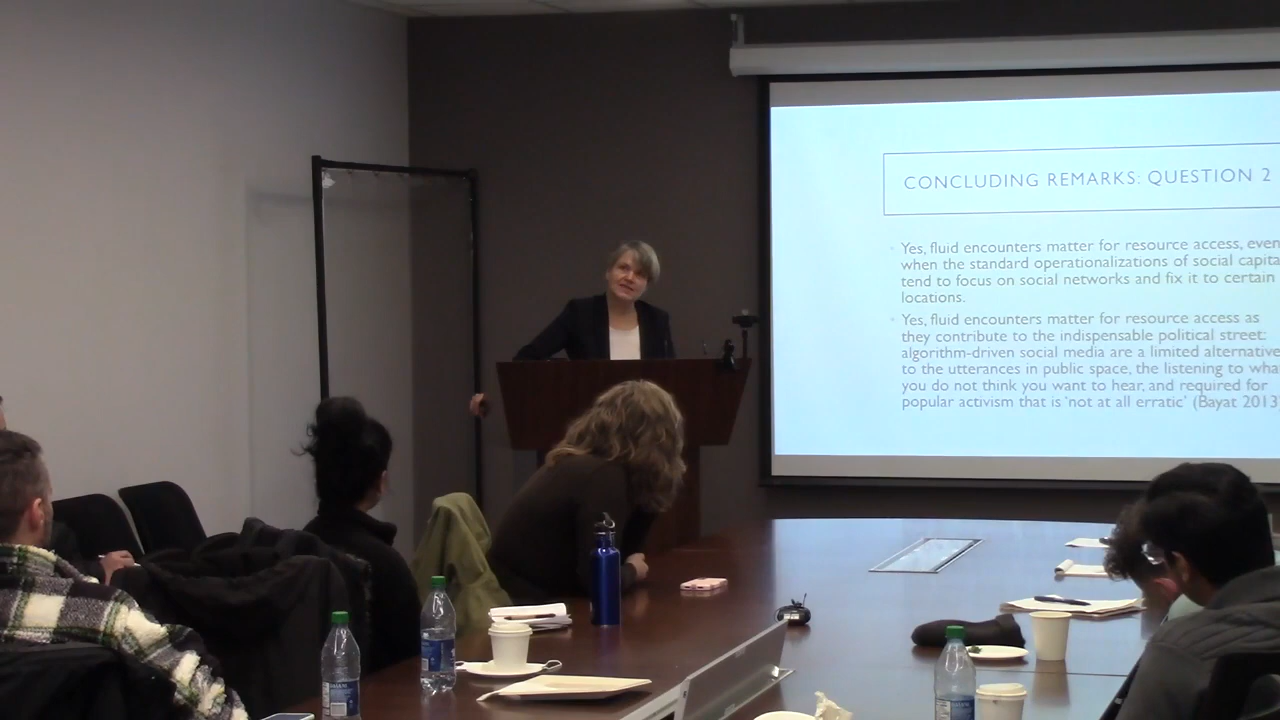 CONCLUDING REMARKS: QUESTION 2
Yes, fluid encounters matter for resource access, even
when the standard operationalizations of social capita
tend to focus on social networks and fix it to certain
locations.
Yes, fluid encounters matter for resource access as
they contribute to the indispensable political street:
algorithm-driven social media are a limited alternative
to the utterances in public space, the listening to wha
you do not think you want to hear, and required for
popular activism that is 'not at all erratic' (Bayat 2013